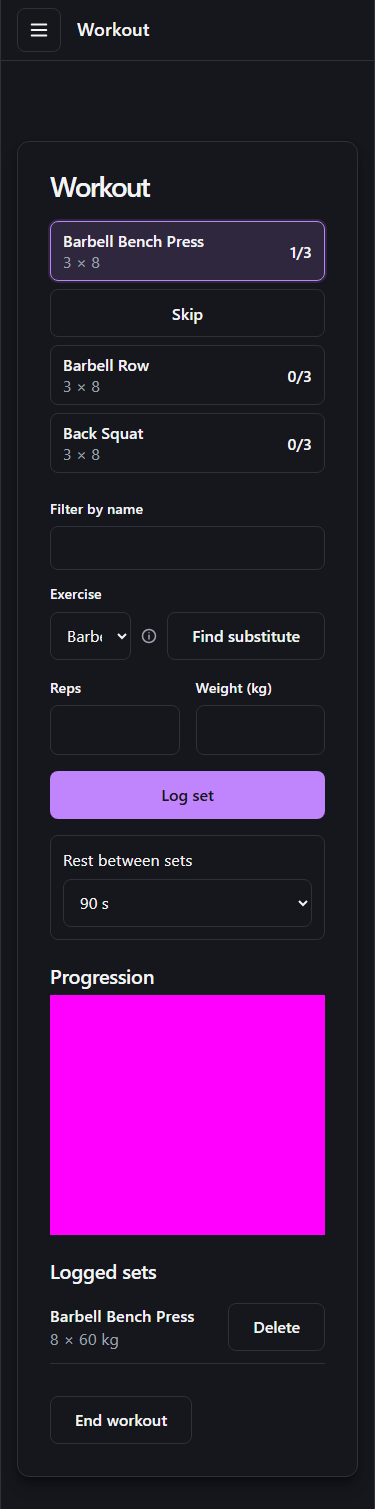 Workout
Workout
Barbell Bench Press
3 × 8
1/3
Skip
Barbell Row
3 × 8
0/3
Back Squat
3 × 8
0/3
Filter by name
Exercise
Barbe
Find substitute
Reps
Weight (kg)
Log set
Rest between sets
90 s
Progression
Logged sets
Barbell Bench Press
8 × 60 kg
Delete
End workout